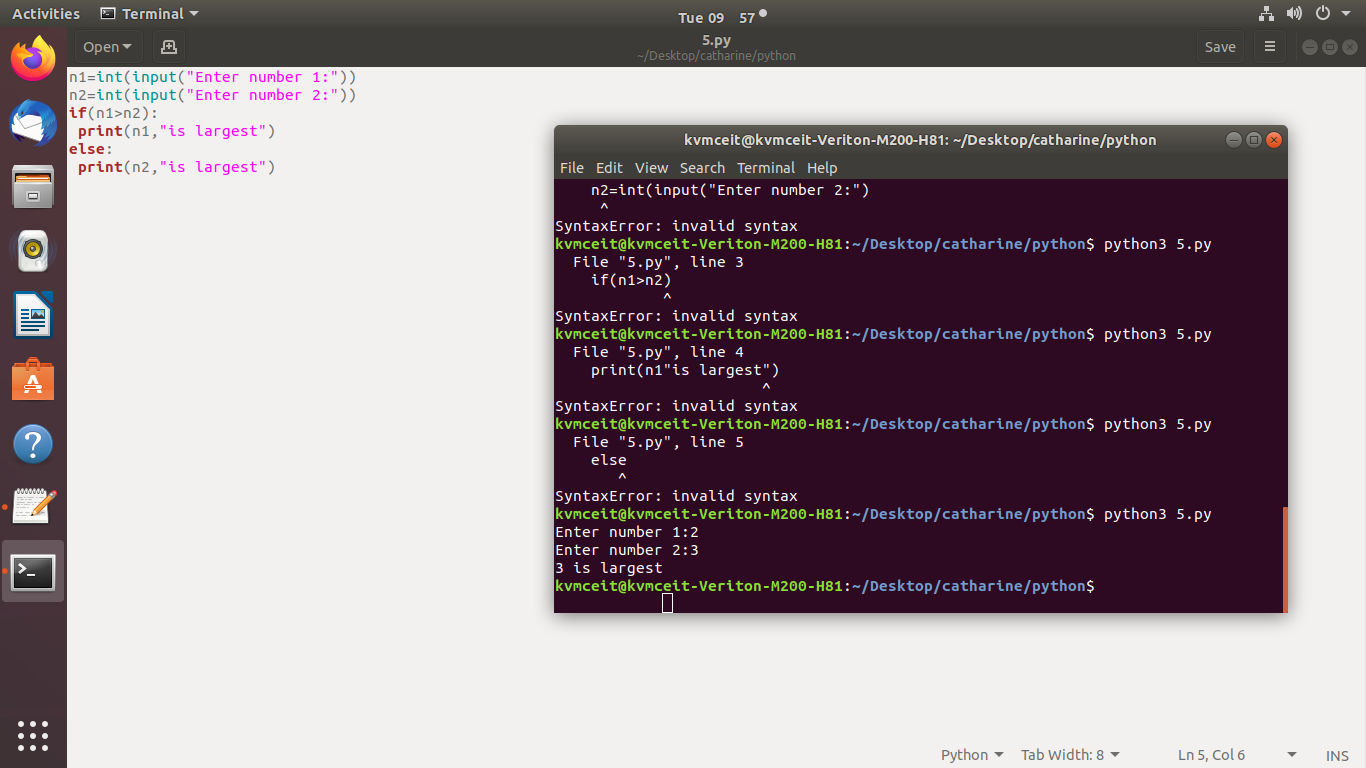 Activities Terminal Tue 09 57
Open 5.py Save
~/Desktop/catharine/python
n1=int(input("Enter number 1:"))
n2=int(input("Enter number 2:"))
if(n1>n2):
 print(n1,"is largest")
else:
 print(n2,"is largest")
kvmceit@kvmceit-Veriton-M200-H81: ~/Desktop/catharine/python
File Edit View Search Terminal Help
    n2=int(input("Enter number 2:")
     ^
SyntaxError: invalid syntax
kvmceit@kvmceit-Veriton-M200-H81:~/Desktop/catharine/python$ python3 5.py
  File "5.py", line 3
    if(n1>n2)
            ^
SyntaxError: invalid syntax
kvmceit@kvmceit-Veriton-M200-H81:~/Desktop/catharine/python$ python3 5.py
  File "5.py", line 4
    print(n1"is largest")
                       ^
SyntaxError: invalid syntax
kvmceit@kvmceit-Veriton-M200-H81:~/Desktop/catharine/python$ python3 5.py
  File "5.py", line 5
    else
       ^
SyntaxError: invalid syntax
kvmceit@kvmceit-Veriton-M200-H81:~/Desktop/catharine/python$ python3 5.py
Enter number 1:2
Enter number 2:3
3 is largest
kvmceit@kvmceit-Veriton-M200-H81:~/Desktop/catharine/python$
Python Tab Width: 8 Ln 5, Col 6 INS